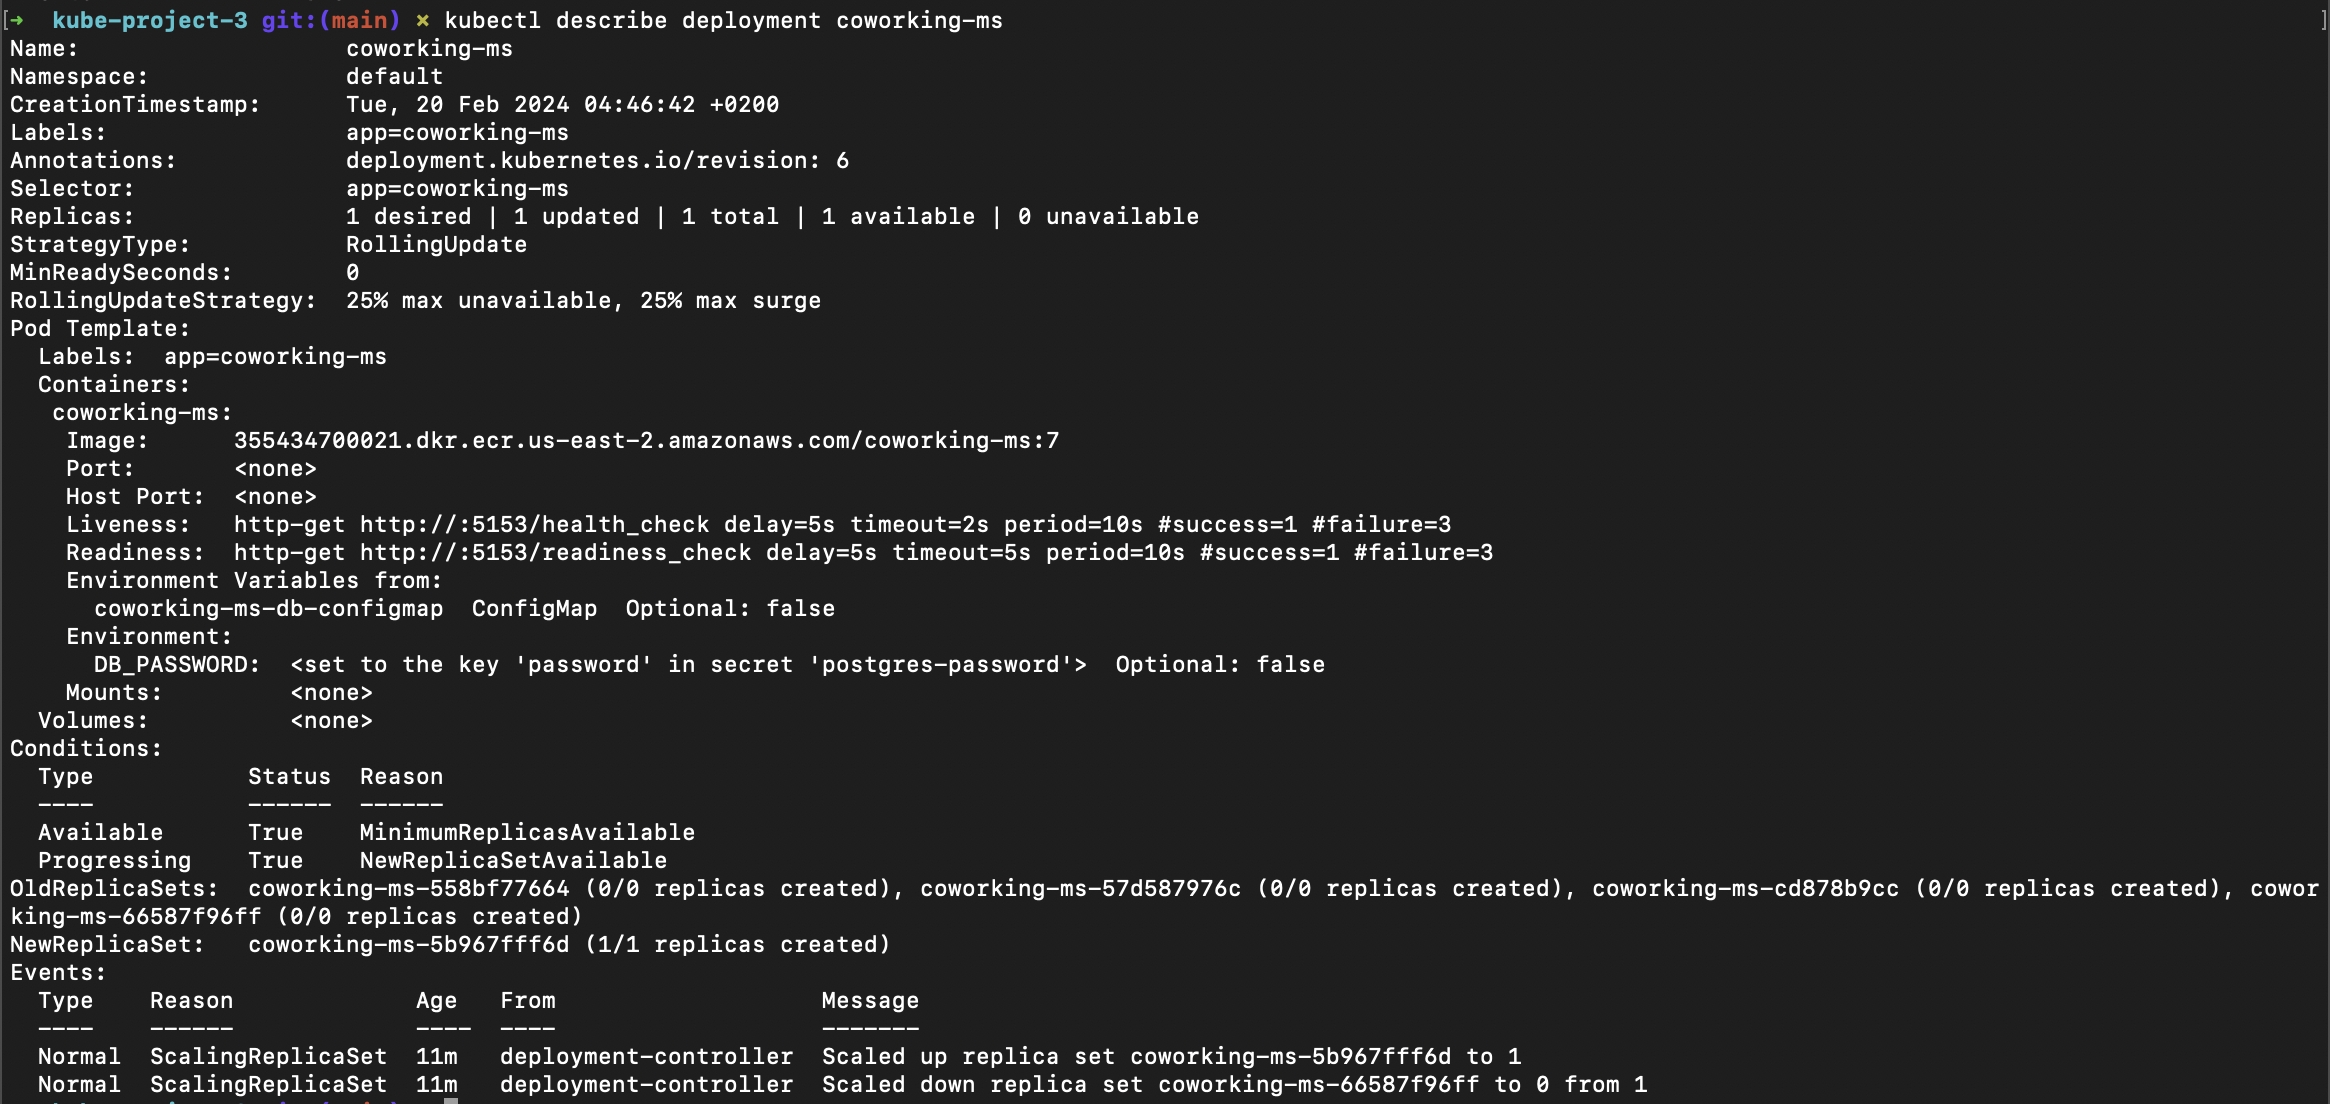 [➜  kube-project-3 git:(main) ✗ kubectl describe deployment coworking-ms ]
Name:                   coworking-ms
Namespace:              default
CreationTimestamp:      Tue, 20 Feb 2024 04:46:42 +0200
Labels:                 app=coworking-ms
Annotations:            deployment.kubernetes.io/revision: 6
Selector:               app=coworking-ms
Replicas:               1 desired | 1 updated | 1 total | 1 available | 0 unavailable
StrategyType:           RollingUpdate
MinReadySeconds:        0
RollingUpdateStrategy:  25% max unavailable, 25% max surge
Pod Template:
  Labels:  app=coworking-ms
  Containers:
   coworking-ms:
    Image:      355434700021.dkr.ecr.us-east-2.amazonaws.com/coworking-ms:7
    Port:       <none>
    Host Port:  <none>
    Liveness:   http-get http://:5153/health_check delay=5s timeout=2s period=10s #success=1 #failure=3
    Readiness:  http-get http://:5153/readiness_check delay=5s timeout=5s period=10s #success=1 #failure=3
    Environment Variables from:
      coworking-ms-db-configmap  ConfigMap  Optional: false
    Environment:
      DB_PASSWORD:  <set to the key 'password' in secret 'postgres-password'>  Optional: false
    Mounts:         <none>
  Volumes:          <none>
Conditions:
  Type           Status  Reason
  ----           ------  ------
  Available      True    MinimumReplicasAvailable
  Progressing    True    NewReplicaSetAvailable
OldReplicaSets:  coworking-ms-558bf77664 (0/0 replicas created), coworking-ms-57d587976c (0/0 replicas created), coworking-ms-cd878b9cc (0/0 replicas created), cowor
king-ms-66587f96ff (0/0 replicas created)
NewReplicaSet:   coworking-ms-5b967fff6d (1/1 replicas created)
Events:
  Type    Reason             Age   From                   Message
  ----    ------             ----  ----                   -------
  Normal  ScalingReplicaSet  11m   deployment-controller  Scaled up replica set coworking-ms-5b967fff6d to 1
  Normal  ScalingReplicaSet  11m   deployment-controller  Scaled down replica set coworking-ms-66587f96ff to 0 from 1